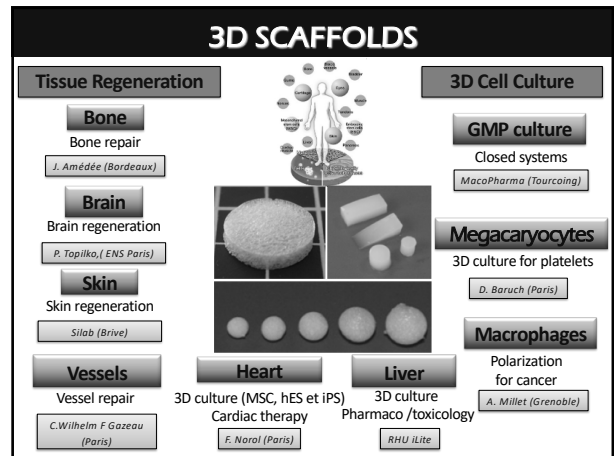 3D SCAFFOLDS
Tissue Regeneration
Bone
Bone repair
J. Amédée (Bordeaux)
Brain
Brain regeneration
P. Topilko,( ENS Paris)
Skin
Skin regeneration
Silab (Brive)
Vessels
Vessel repair
C.Wilhelm F Gazeau
(Paris)
Heart
3D culture (MSC, hES et iPS)
Cardiac therapy
F. Norol (Paris)
Liver
3D culture
Pharmaco /toxicology
RHU iLite
3D Cell Culture
GMP culture
Closed systems
MacoPharma (Tourcoing)
Megacaryocytes
3D culture for platelets
D. Baruch (Paris)
Macrophages
Polarization
for cancer
A. Millet (Grenoble)